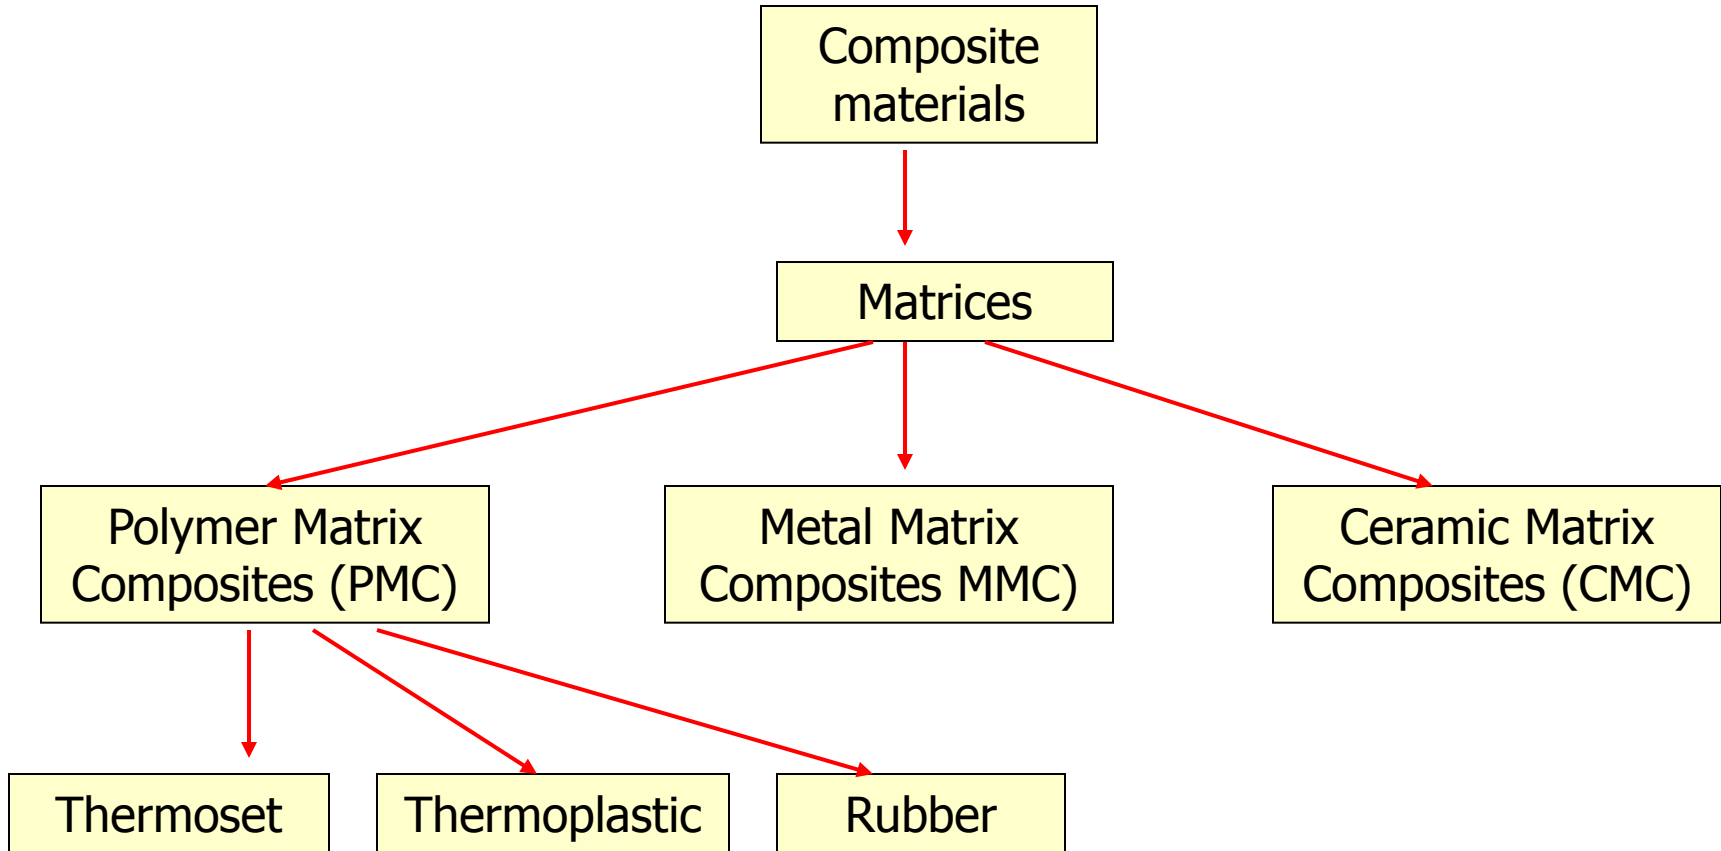 Composite
materials
Matrices
Polymer Matrix
Composites (PMC)
Metal Matrix
Composites MMC)
Ceramic Matrix
Composites (CMC)
Thermoset
Thermoplastic
Rubber